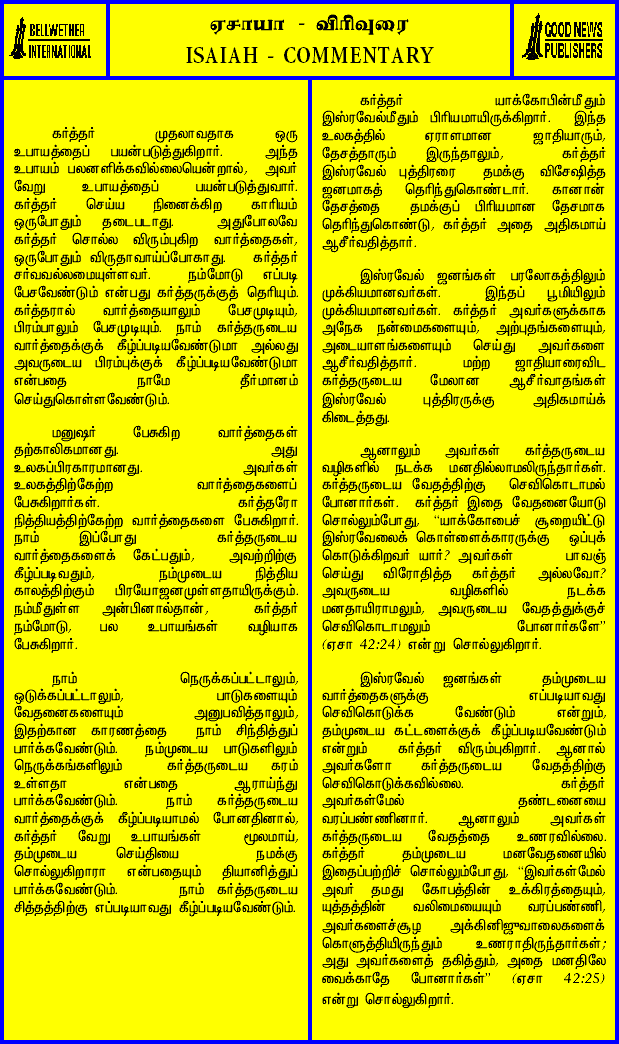 BELLWETHER
INTERNATIONAL
ஏசாயா - விரிவுரை
ISAIAH - COMMENTARY
GOOD NEWS
PUBLISHERS
கர்த்தர் முதலாவதாக ஒரு
உபாயத்தைப் பயன்படுத்துகிறார். அந்த
உபாயம் பலனளிக்கவில்லையென்றால், அவர்
வேறு உபாயத்தைப் பயன்படுத்துவார்.
கர்த்தர் செய்ய நினைக்கிற காரியம்
ஒருபோதும் தடைபடாது. அதுபோலவே
கர்த்தர் சொல்ல விரும்புகிற வார்த்தைகள்,
ஒருபோதும் விருதாவாய்ப்போகாது. கர்த்தர்
சர்வவல்லமையுள்ளவர். நம்மோடு எப்படி
பேசவேண்டும் என்பது கர்த்தருக்குத் தெரியும்.
கர்த்தரால் வார்த்தையாலும் பேசமுடியும்,
பிரம்பாலும் பேசமுடியும். நாம் கர்த்தருடைய
வார்த்தைக்குக் கீழ்ப்படியவேண்டுமா அல்லது
அவருடைய பிரம்புக்குக் கீழ்ப்படியவேண்டுமா
என்பதை நாமே தீர்மானம்
செய்துகொள்ளவேண்டும்.
மனுஷர் பேசுகிற வார்த்தைகள்
தற்காலிகமானது. அது
உலகப்பிரகாரமானது. அவர்கள்
உலகத்திற்கேற்ற வார்த்தைகளைப்
பேசுகிறார்கள். கர்த்தரோ
நித்தியத்திற்கேற்ற வார்த்தைகளை பேசுகிறார்.
நாம் இப்போது கர்த்தருடைய
வார்த்தைகளைக் கேட்பதும், அவற்றிற்கு
கீழ்ப்படிவதும், நம்முடைய நித்திய
காலத்திற்கும் பிரயோஜனமுள்ளதாயிருக்கும்.
நம்மீதுள்ள அன்பினால்தான், கர்த்தர்
நம்மோடு, பல உபாயங்கள் வழியாக
பேசுகிறார்.
நாம் நெருக்கப்பட்டாலும்,
ஒடுக்கப்பட்டாலும், பாடுகளையும்
வேதனைகளையும் அனுபவித்தாலும்,
இதற்கான காரணத்தை நாம் சிந்தித்துப்
பார்க்கவேண்டும். நம்முடைய பாடுகளிலும்
நெருக்கங்களிலும் கர்த்தருடைய கரம்
உள்ளதா என்பதை ஆராய்ந்து
பார்க்கவேண்டும். நாம் கர்த்தருடைய
வார்த்தைக்குக் கீழ்ப்படியாமல் போனதினால்,
கர்த்தர் வேறு உபாயங்கள் மூலமாய்,
தம்முடைய செய்தியை நமக்கு
சொல்லுகிறாரா என்பதையும் தியானித்துப்
பார்க்கவேண்டும். நாம் கர்த்தருடைய
சித்தத்திற்கு எப்படியாவது கீழ்ப்படியவேண்டும்.
கர்த்தர் யாக்கோபின்மீதும்
இஸ்ரவேல்மீதும் பிரியமாயிருக்கிறார். இந்த
உலகத்தில் ஏராளமான ஜாதியாரும்,
தேசத்தாரும் இருந்தாலும், கர்த்தர்
இஸ்ரவேல் புத்திரரை தமக்கு விசேஷித்த
ஜனமாகத் தெரிந்துகொண்டார். கானான்
தேசத்தை தமக்குப் பிரியமான தேசமாக
தெரிந்துகொண்டு, கர்த்தர் அதை அதிகமாய்
ஆசீர்வதித்தார்.
இஸ்ரவேல் ஜனங்கள் பரலோகத்திலும்
முக்கியமானவர்கள். இந்தப் பூமியிலும்
முக்கியமானவர்கள். கர்த்தர் அவர்களுக்காக
அநேக நன்மைகளையும், அற்புதங்களையும்,
அடையாளங்களையும் செய்து அவர்களை
ஆசீர்வதித்தார். மற்ற ஜாதியாரைவிட
கர்த்தருடைய மேலான ஆசீர்வாதங்கள்
இஸ்ரவேல் புத்திரருக்கு அதிகமாய்க்
கிடைத்தது.
ஆனாலும் அவர்கள் கர்த்தருடைய
வழிகளில் நடக்க மனதில்லாமலிருந்தார்கள்.
கர்த்தருடைய வேதத்திற்கு செவிகொடாமல்
போனார்கள். கர்த்தர் இதை வேதனையோடு
சொல்லும்போது, "யாக்கோபைச் சூறையிட்டு
இஸ்ரவேலைக் கொள்ளைக்காரருக்கு ஒப்புக்
கொடுக்கிறவர் யார்? அவர்கள் பாவஞ்
செய்து விரோதித்த கர்த்தர் அல்லவோ?
அவருடைய வழிகளில் நடக்க
மனதாயிராமலும், அவருடைய வேதத்துக்குச்
செவிகொடாமலும் போனார்களே"
(ஏசா 42:24) என்று சொல்லுகிறார்.
இஸ்ரவேல் ஜனங்கள் தம்முடைய
வார்த்தைகளுக்கு எப்படியாவது
செவிகொடுக்க வேண்டும் என்றும்,
தம்முடைய கட்டளைக்குக் கீழ்ப்படியவேண்டும்
என்றும் கர்த்தர் விரும்புகிறார். ஆனால்
அவர்களோ கர்த்தருடைய வேதத்திற்கு
செவிகொடுக்கவில்லை. கர்த்தர்
அவர்கள்மேல் தண்டனையை
வரப்பண்ணினார். ஆனாலும் அவர்கள்
கர்த்தருடைய வேதத்தை உணரவில்லை.
கர்த்தர் தம்முடைய மனவேதனையில்
இதைப்பற்றிச் சொல்லும்போது, "இவர்கள்மேல்
அவர் தமது கோபத்தின் உக்கிரத்தையும்,
யுத்தத்தின் வலிமையையும் வரப்பண்ணி,
அவர்களைச்சூழ அக்கினிஜுவாலைகளைக்
கொளுத்தியிருந்தும் உணராதிருந்தார்கள்;
அது அவர்களைத் தகித்தும், அதை மனதிலே
வைக்காதே போனார்கள்" (ஏசா 42:25)
என்று சொல்லுகிறார்.